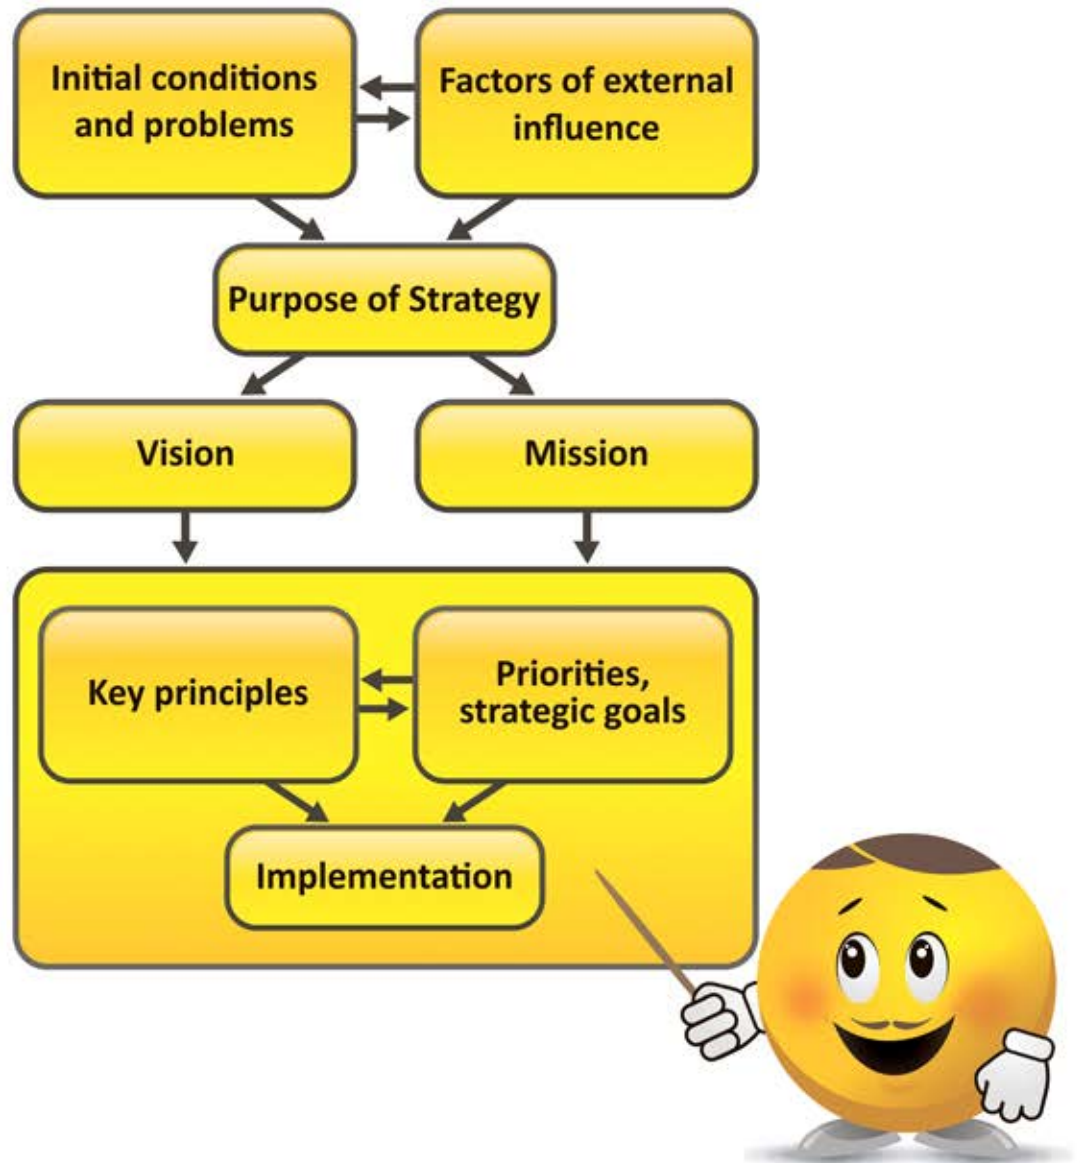 Initial conditions
and problems
Factors of external
influence
Purpose of Strategy
Vision
Mission
Key principles
Priorities,
strategic goals
Implementation